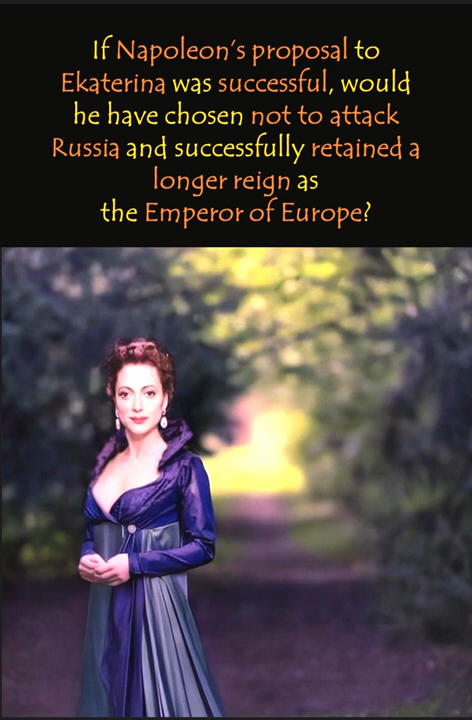 If Napoleon's proposal to
Ekaterina was successful, would
he have chosen not to attack
Russia and successfully retained a
longer reign as
the Emperor of Europe?